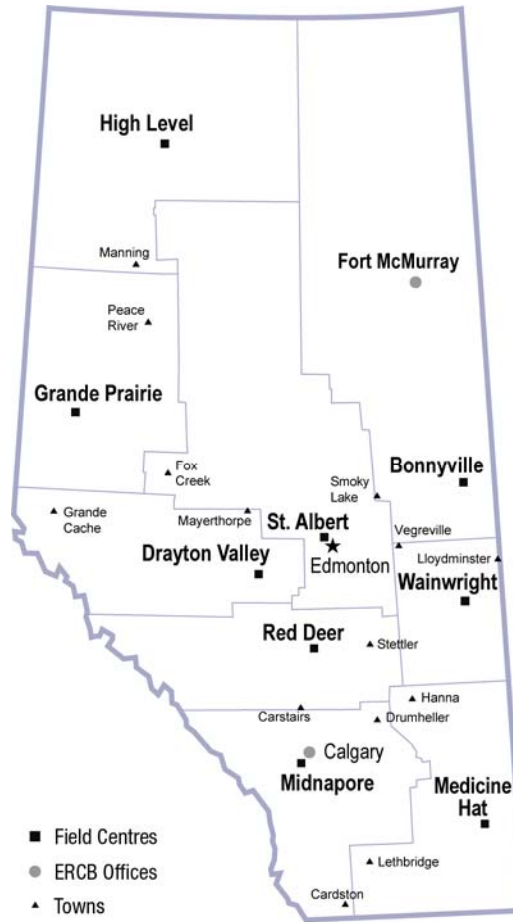 High Level
Manning
Fort McMurray
Peace
River
Grande Prairie
Fox
Creek
Bonnyville
Smoky
Lake
Grande
Cache
Mayerthorpe
St. Albert
Vegreville
Edmonton
Lloydminster
Drayton Valley
Wainwright
Red Deer
Stettler
Hanna
Carstairs
Drumheller
Calgary
Midnapore
Medicine
Hat
Field Centres
ERCB Offices
Lethbridge
Towns
Cardston